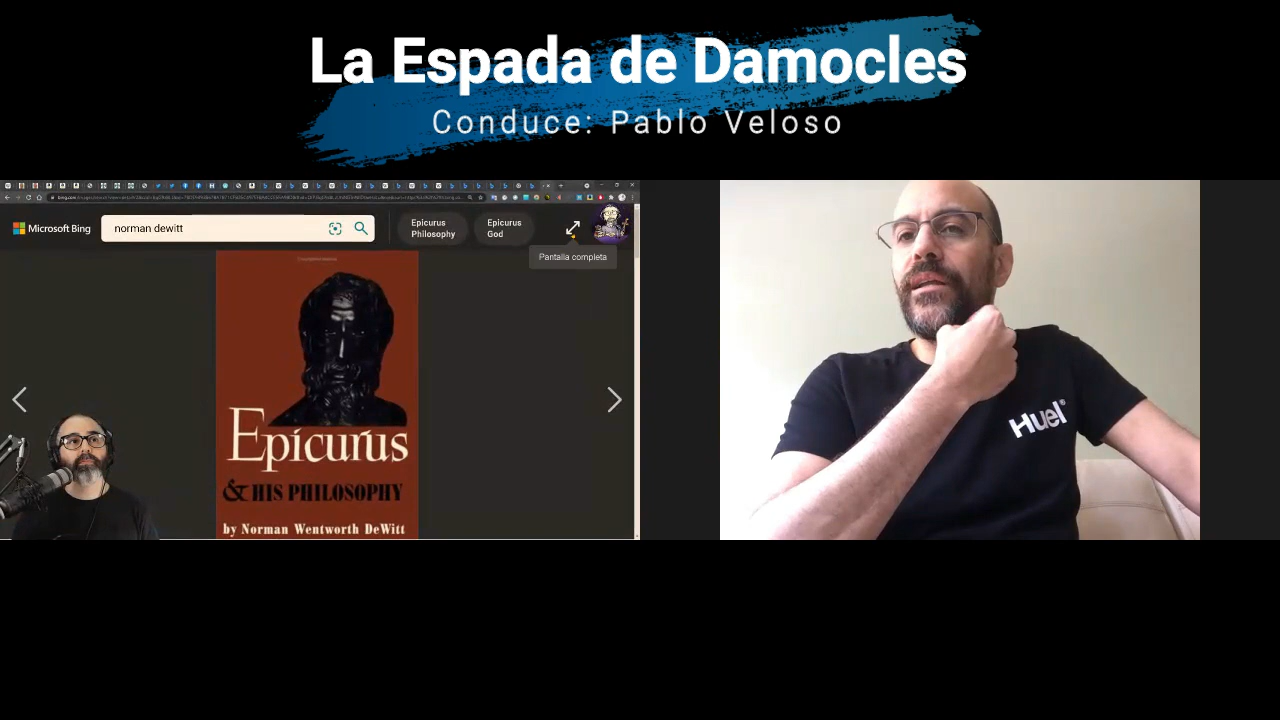 La Espada de Damocles
Conduce: Pablo Veloso
Microsoft Bing
norman dewitt
Epicurus
Philosophy
Epicurus
God
Pantalla completa
Epicurus
& HIS PHILOSOPHY
by Norman Wentworth DeWitt
Huel®